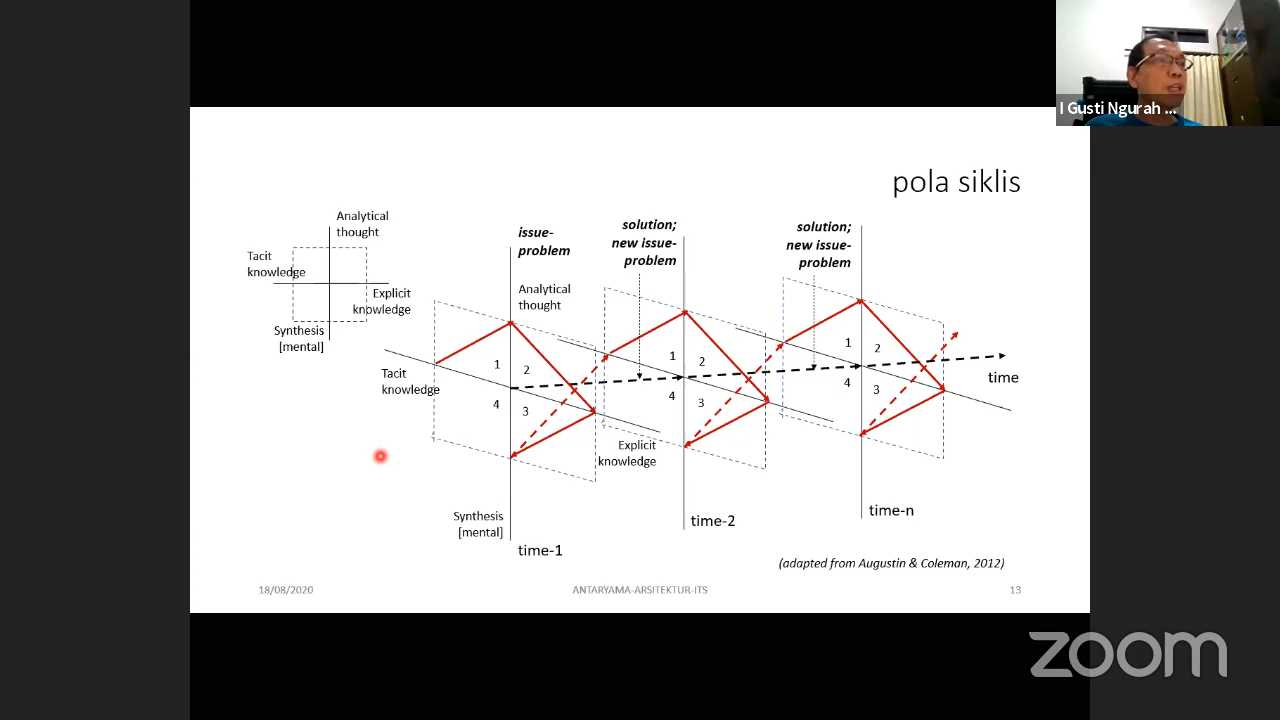 I Gusti Ngurah ...
pola siklis
Analytical
thought
Tacit
knowledge
Explicit
knowledge
Synthesis
[mental]
issue-
problem
solution;
new issue-
problem
solution;
new issue-
problem
Analytical
thought
Tacit
knowledge
1
2
4
3
1
2
4
3
1
2
4
3
time
Explicit
knowledge
Synthesis
[mental]
time-1
time-2
time-n
(adapted from Augustin & Coleman, 2012)
18/08/2020
ANTARYAMA-ARSITEKTUR-ITS
13
zoom